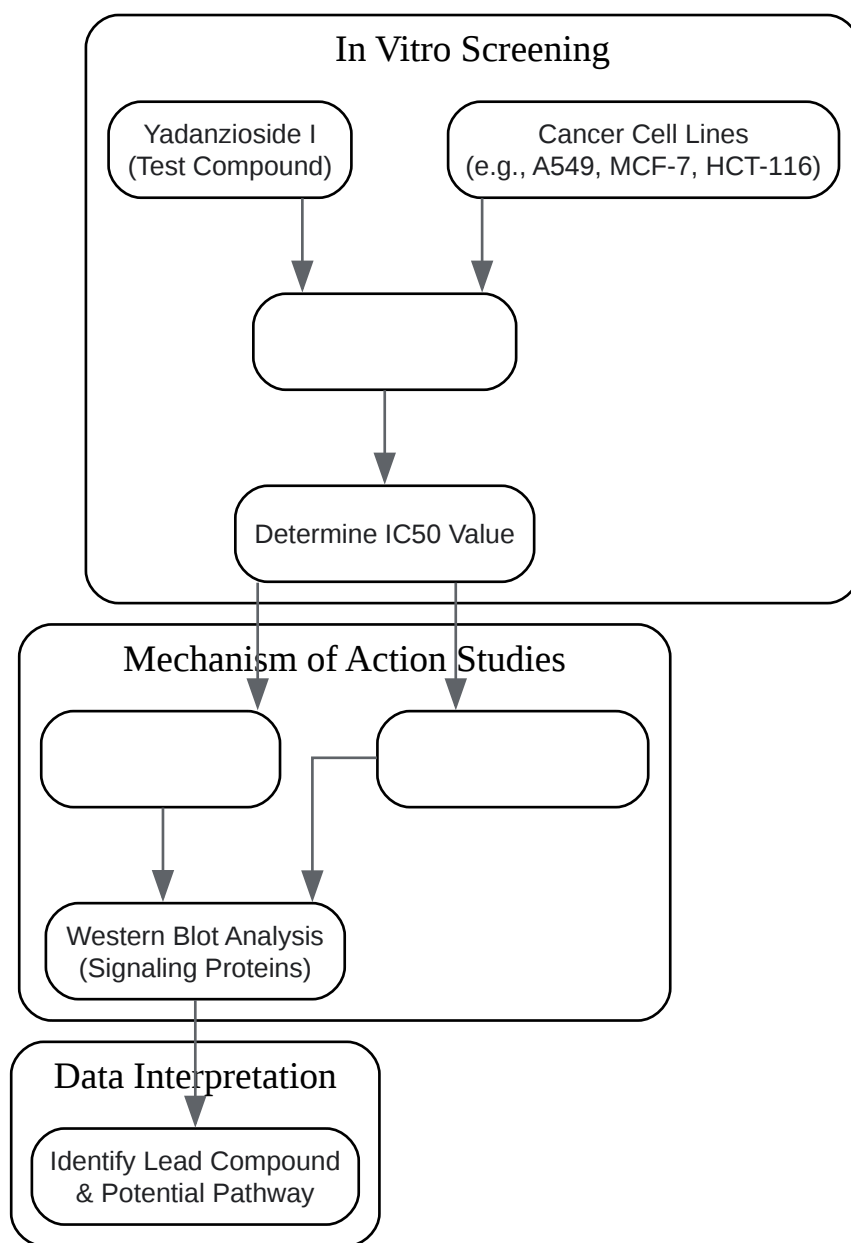 In Vitro Screening
Yadanzioside I
(Test Compound)
Cancer Cell Lines
(e.g., A549, MCF-7, HCT-116)
Determine IC50 Value
Mechanism of Action Studies
Western Blot Analysis
(Signaling Proteins)
Data Interpretation
Identify Lead Compound
& Potential Pathway